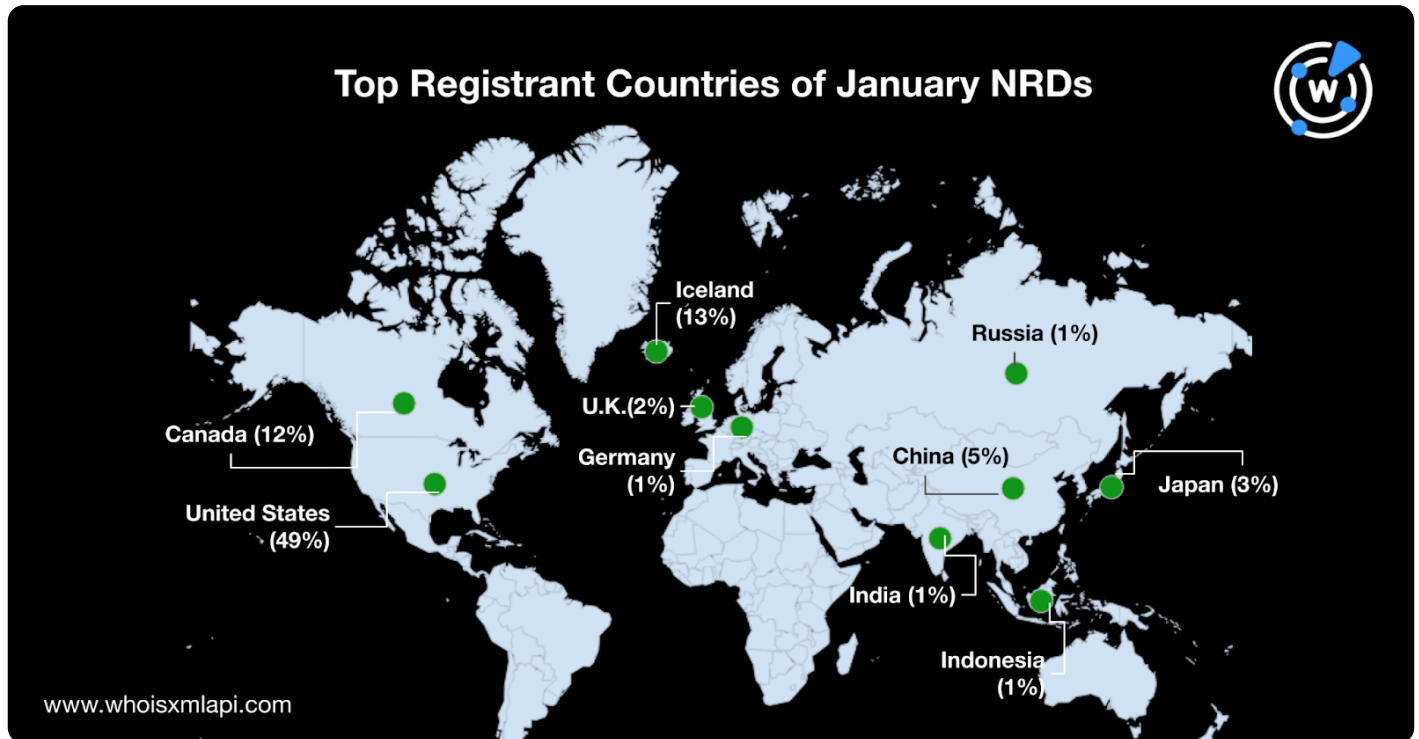 Top Registrant Countries of January NRDs
W
Iceland
(13%)
Russia (1%)
U.K.(2%)
Canada (12%)
Germany
(1%)
China (5%)
Japan (3%)
United States
(49%)
India (1%)
Indonesia
(1%)
www.whoisxmlapi.com